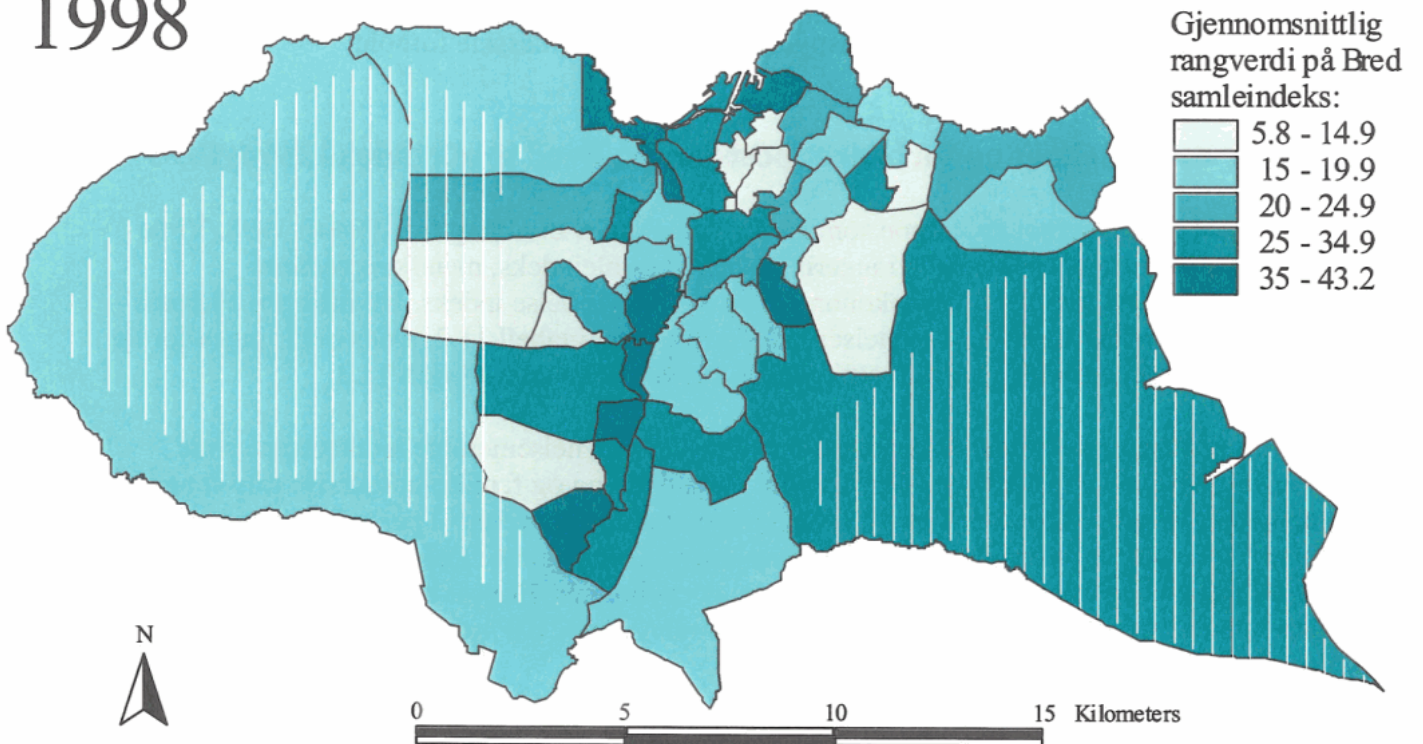 1998
Gjennomsnittlig
rangverdi på Bred
samleindeks:
5.8 - 14.9
15 - 19.9
20 - 24.9
25 - 34.9
35 - 43.2
N
0 5 10 15 Kilometers